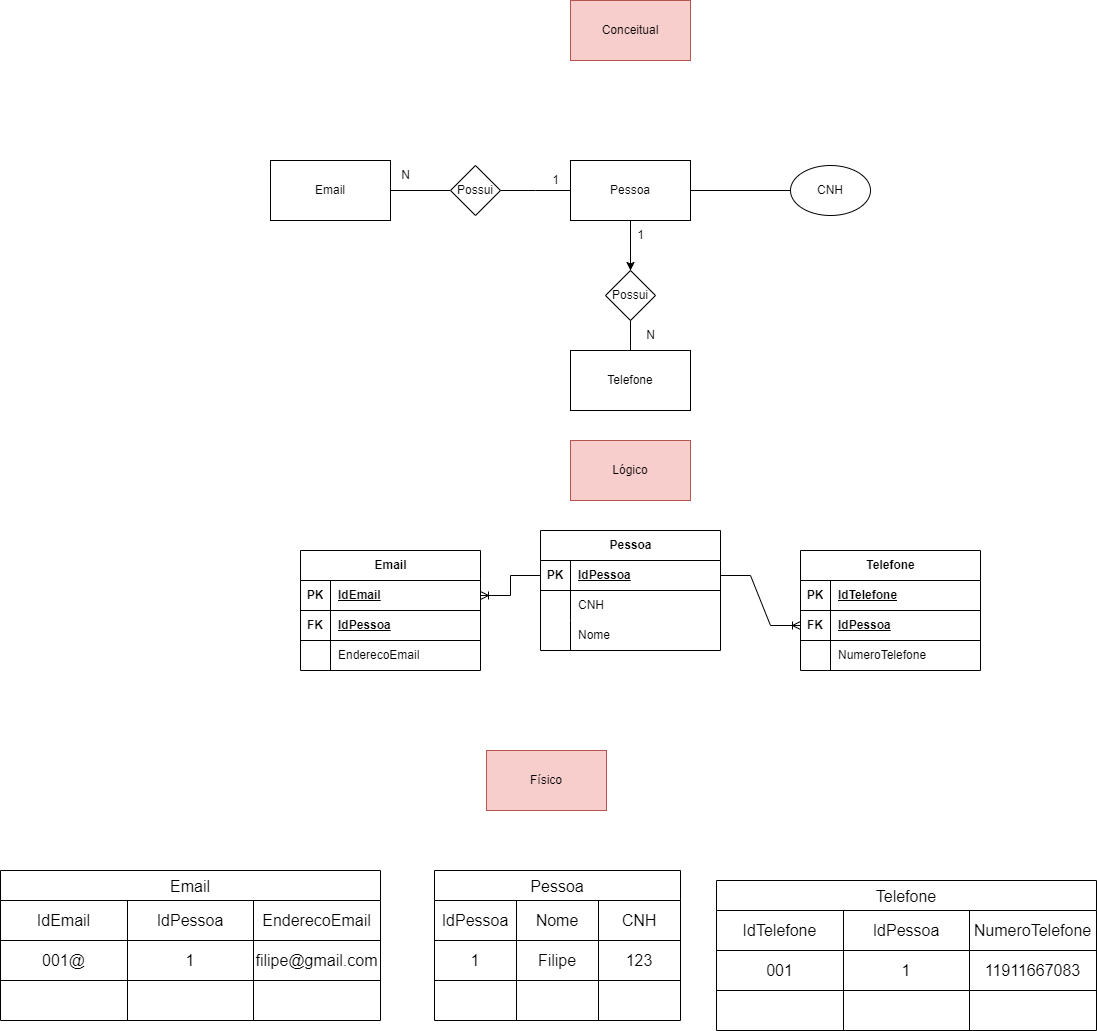 Conceitual
Email
N
Possui
1
Pessoa
CNH
1
Possui
N
Telefone
Lógico
Email
PK IdEmail
FK IdPessoa
EnderecoEmail
Pessoa
PK IdPessoa
CNH
Nome
Telefone
PK IdTelefone
FK IdPessoa
NumeroTelefone
Físico
Email
IdEmail IdPessoa EnderecoEmail
001@ 1 filipe@gmail.com
Pessoa
IdPessoa Nome CNH
1 Filipe 123
Telefone
IdTelefone IdPessoa NumeroTelefone
001 1 11911667083